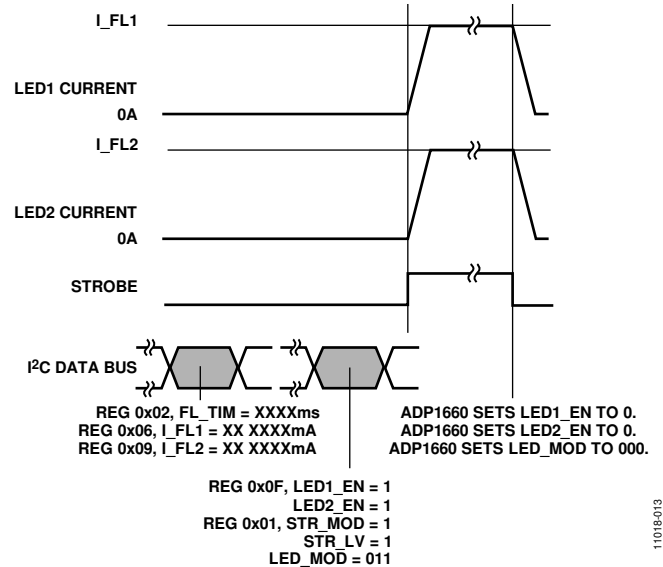 I_FL1
LED1 CURRENT
0A
I_FL2
LED2 CURRENT
0A
STROBE
I2C DATA BUS
REG 0x02, FL_TIM = XXXXms
REG 0x06, I_FL1 = XX XXXXmA
REG 0x09, I_FL2 = XX XXXXmA
ADP1660 SETS LED1_EN TO 0.
ADP1660 SETS LED2_EN TO 0.
ADP1660 SETS LED_MOD TO 000.
REG 0x0F, LED1_EN = 1
LED2_EN = 1
REG 0x01, STR_MOD = 1
STR_LV = 1
LED_MOD = 011
11018-013